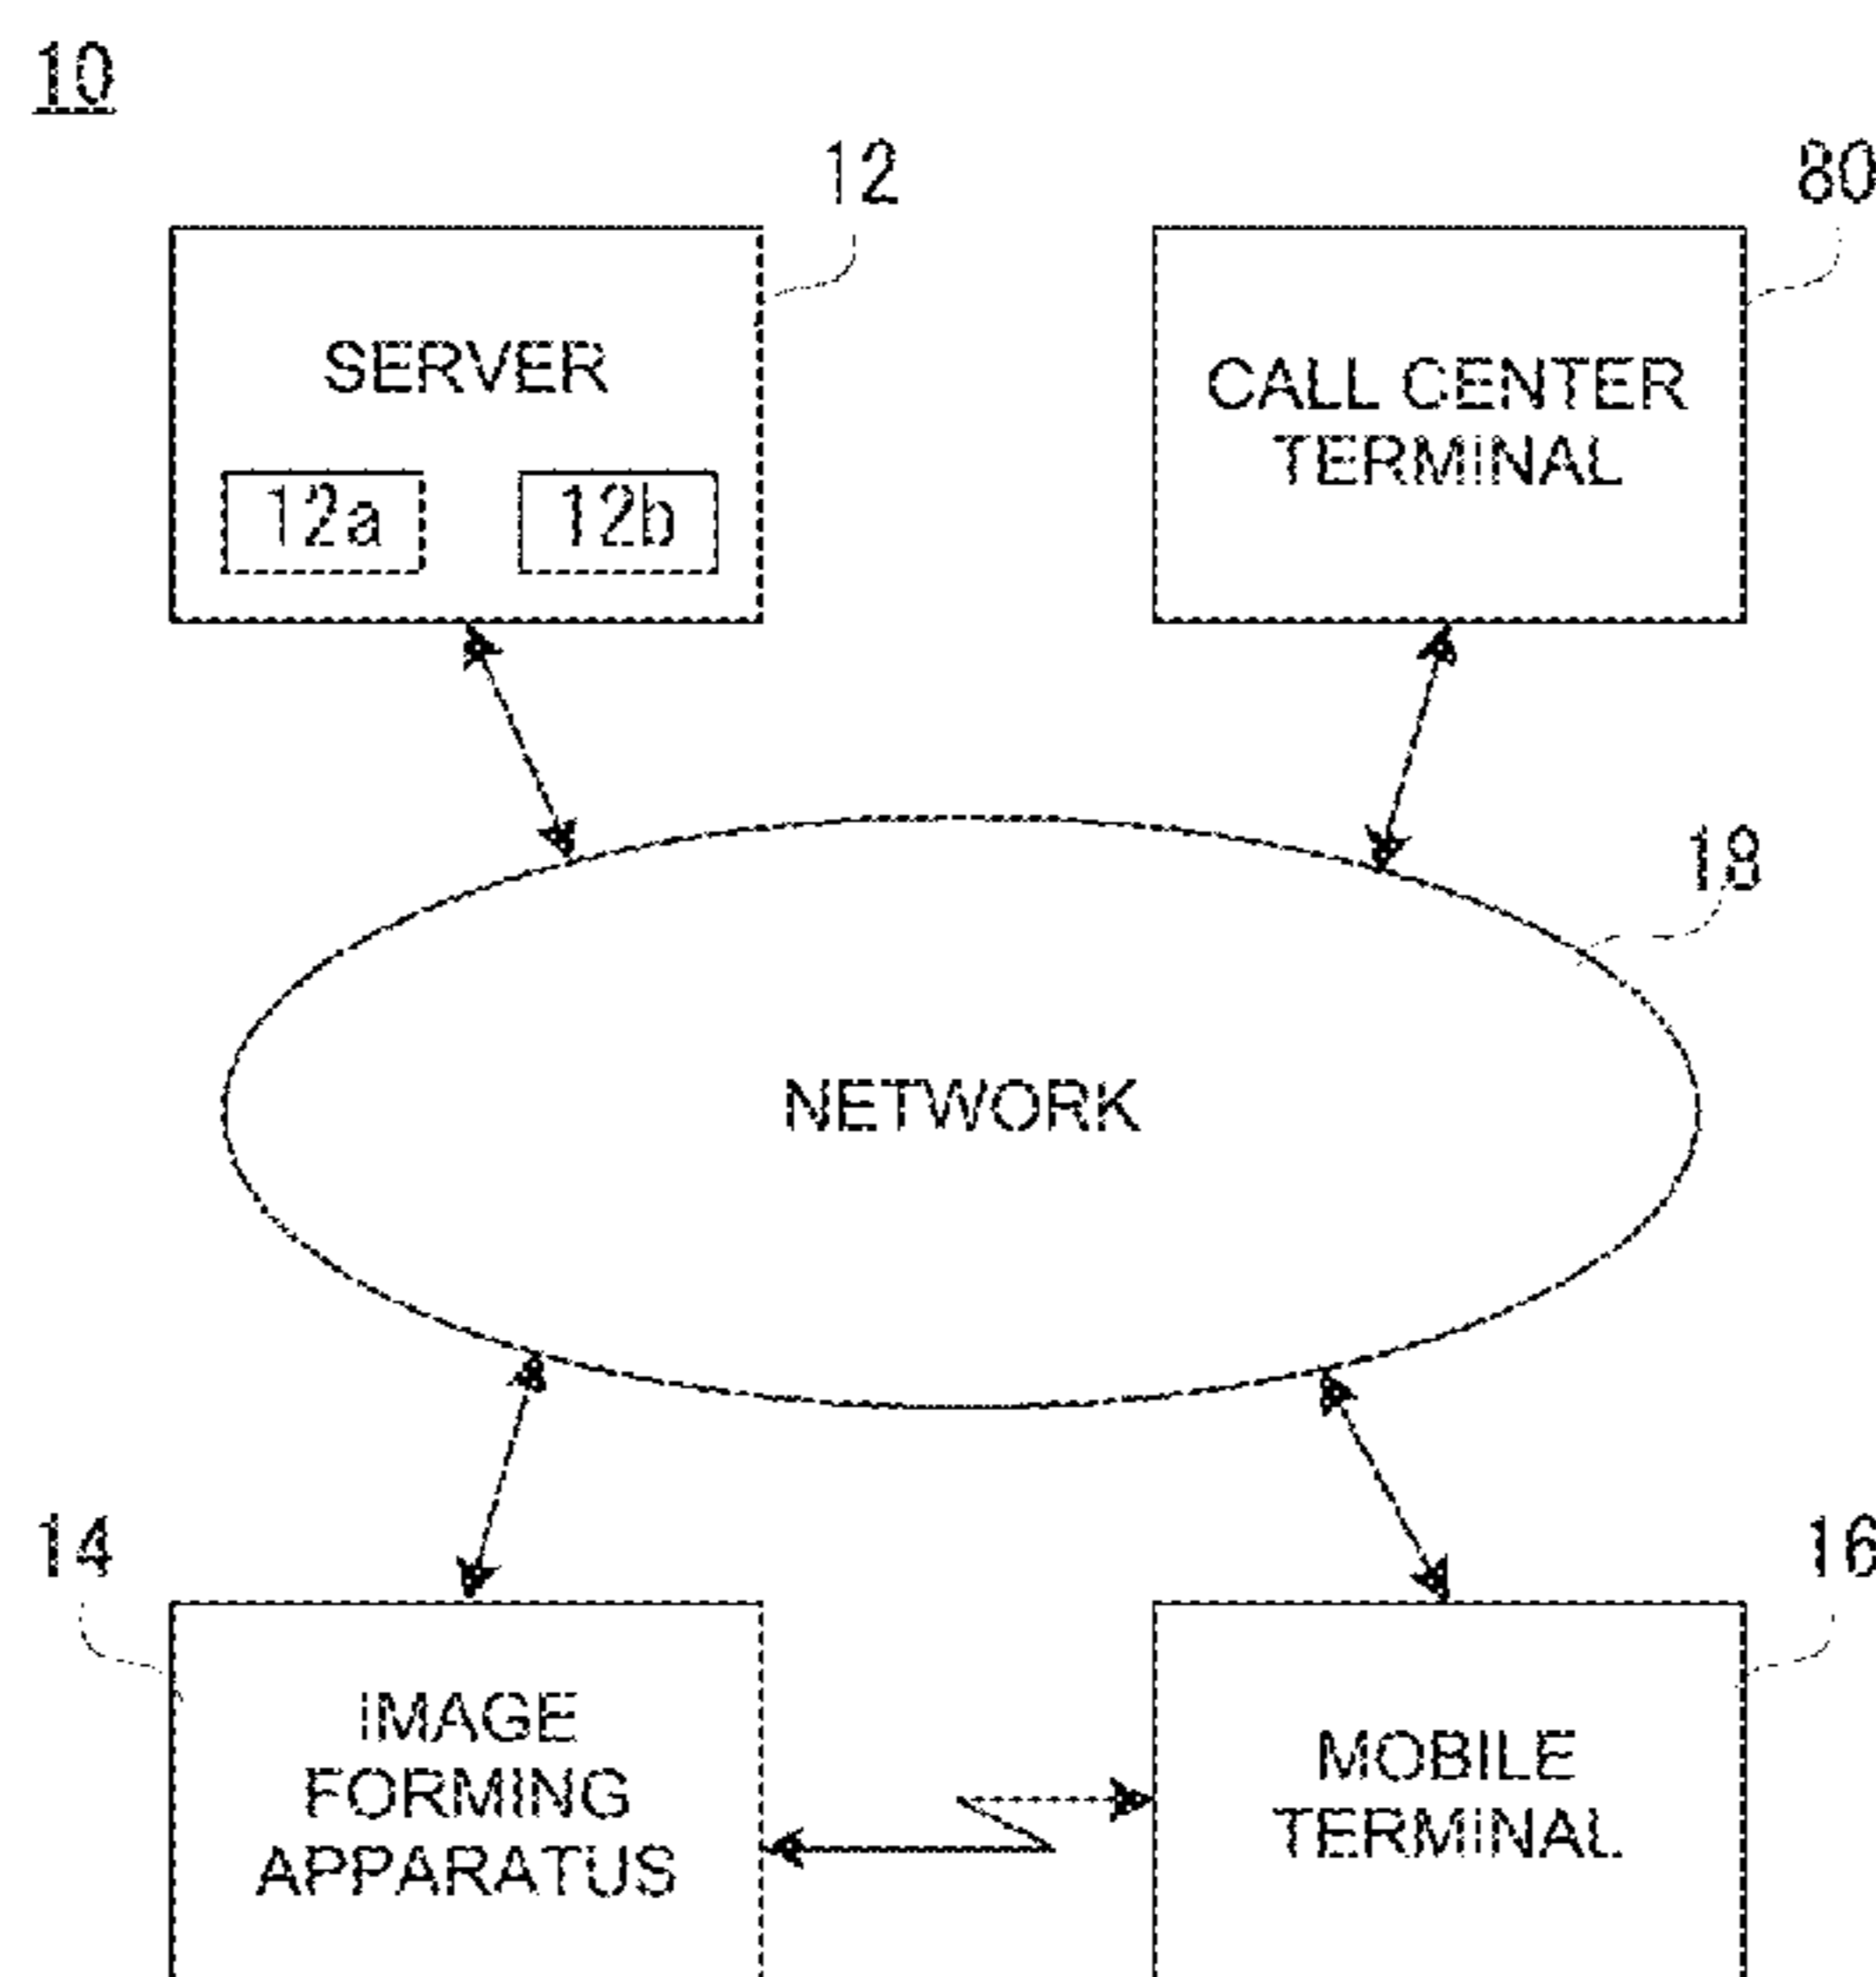 10
12
80
SERVER
12a
12b
CALL CENTER
TERMINAL
18
NETWORK
14
16
IMAGE
FORMING
APPARATUS
MOBILE
TERMINAL